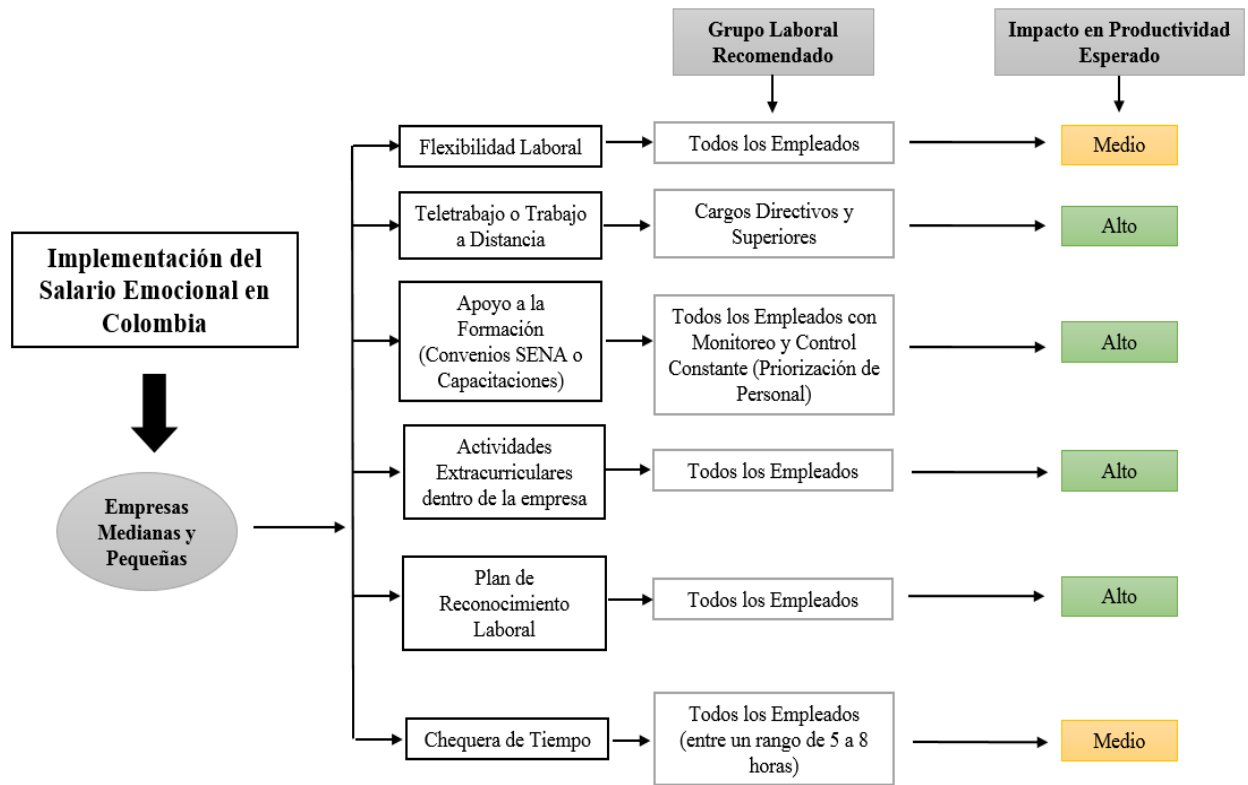 Grupo Laboral
Recomendado
Impacto en Productividad
Esperado
Implementación del
Salario Emocional en
Colombia
Empresas
Medianas y
Pequeñas
Flexibilidad Laboral
Todos los Empleados
Medio
Teletrabajo o Trabajo
a Distancia
Cargos Directivos y
Superiores
Alto
Apoyo a la
Formación
(Convenios SENA o
Capacitaciones)
Todos los Empleados con
Monitoreo y Control
Constante (Priorización de
Personal)
Alto
Actividades
Extracurriculares
dentro de la empresa
Todos los Empleados
Alto
Plan de
Reconocimiento
Laboral
Todos los Empleados
Alto
Chequera de Tiempo
Todos los Empleados
(entre un rango de 5 a 8
horas)
Medio